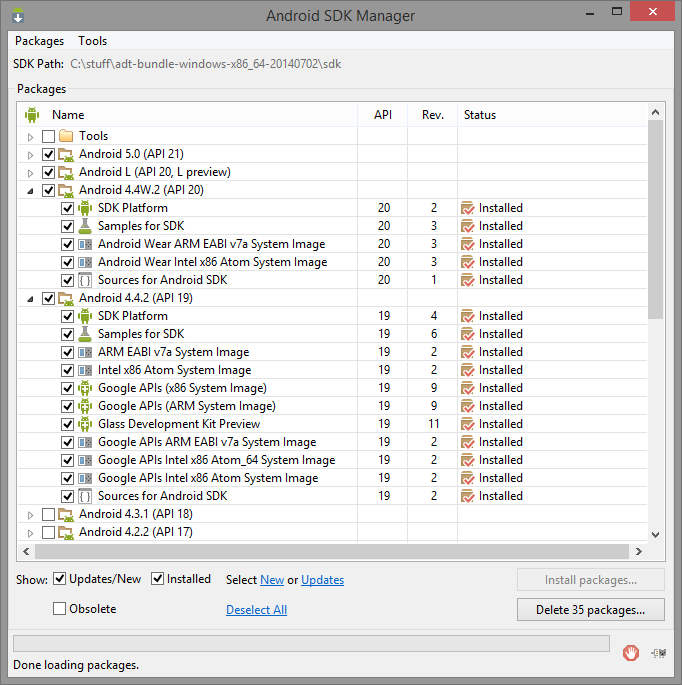 Android SDK Manager
Packages Tools
SDK Path: C:\stuff\adt-bundle-windows-x86_64-20140702\sdk
Packages
Name API Rev. Status
Tools
Android 5.0 (API 21)
Android L (API 20, L preview)
Android 4.4W.2 (API 20)
SDK Platform 20 2 Installed
Samples for SDK 20 3 Installed
Android Wear ARM EABI v7a System Image 20 3 Installed
Android Wear Intel x86 Atom System Image 20 3 Installed
Sources for Android SDK 20 1 Installed
Android 4.4.2 (API 19)
SDK Platform 19 4 Installed
Samples for SDK 19 6 Installed
ARM EABI v7a System Image 19 2 Installed
Intel x86 Atom System Image 19 2 Installed
Google APIs (x86 System Image) 19 9 Installed
Google APIs (ARM System Image) 19 9 Installed
Glass Development Kit Preview 19 11 Installed
Google APIs ARM EABI v7a System Image 19 2 Installed
Google APIs Intel x86 Atom_64 System Image 19 2 Installed
Google APIs Intel x86 Atom System Image 19 2 Installed
Sources for Android SDK 19 2 Installed
Android 4.3.1 (API 18)
Android 4.2.2 (API 17)
Show: Updates/New Installed Select New or Updates Install packages...
Obsolete Deselect All Delete 35 packages...
Done loading packages.